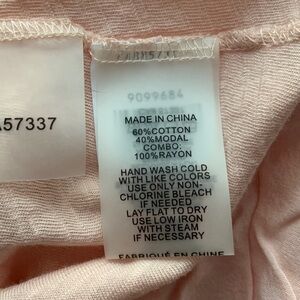 9099684
MADE IN CHINA
60%COTTON
40%MODAL
COMBO:
100%RAYON
HAND WASH COLD
WITH LIKE COLORS
USE ONLY NON-
CHLORINE BLEACH
IF NEEDED
LAY FLAT TO DRY
USE LOW IRON
WITH STEAM
IF NECESSARY
FABRIQUÉ EN CHINE
57337